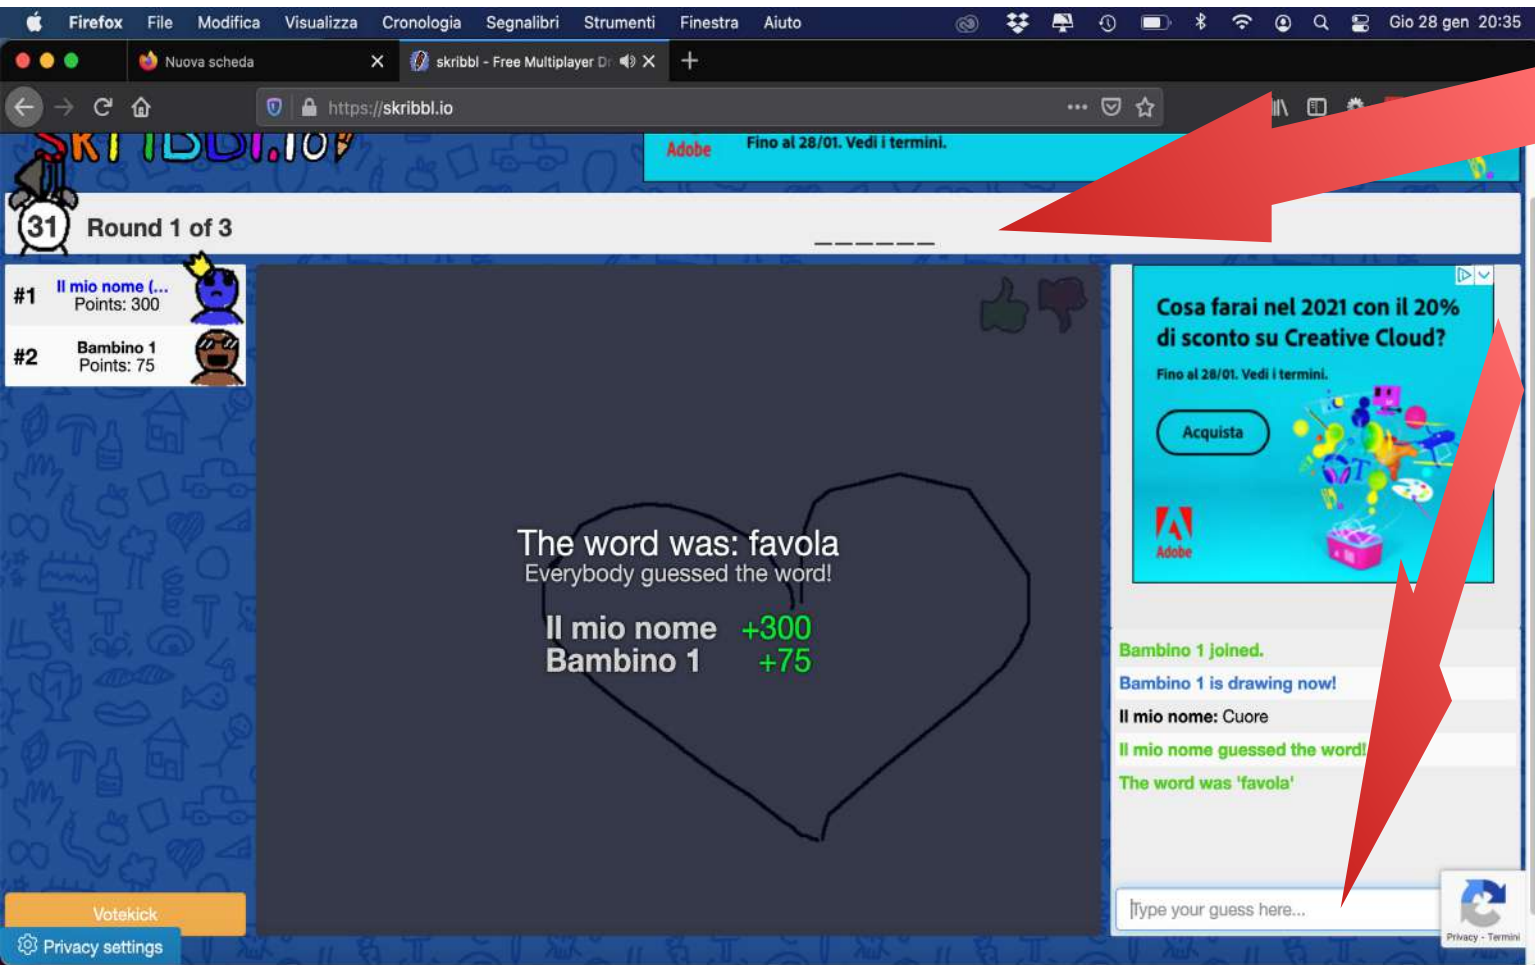 Firefox File Modifica Visualizza Cronologia Segnalibri Strumenti Finestra Aiuto Gio 28 gen 20:35
Nuova scheda skribbl - Free Multiplayer Dr
https://skribbl.io
skribbl.io
Adobe Fino al 28/01. Vedi i termini.
31 Round 1 of 3 ______
#1 Il mio nome (...
Points: 300
#2 Bambino 1
Points: 75
Cosa farai nel 2021 con il 20%
di sconto su Creative Cloud?
Fino al 28/01. Vedi i termini.
Acquista
Adobe
The word was: favola
Everybody guessed the word!
Il mio nome +300
Bambino 1 +75
Bambino 1 joined.
Bambino 1 is drawing now!
Il mio nome: Cuore
Il mio nome guessed the word!
The word was 'favola'
Type your guess here...
Votekick
Privacy settings
Privacy - Termini